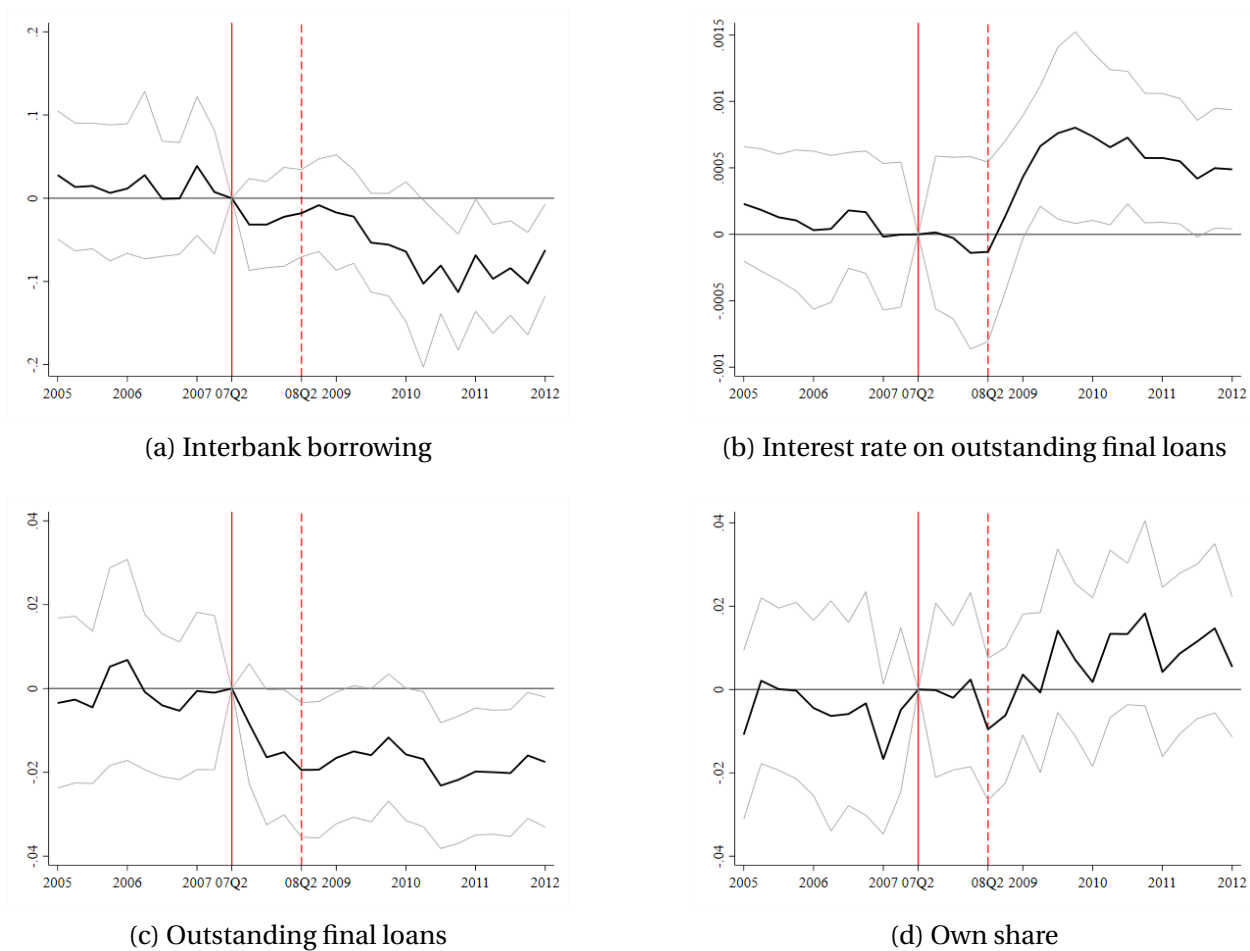 .2
.1
0
-.1
-.2
2005 2006 2007 07Q2 08Q2 2009 2010 2011 2012
(a) Interbank borrowing
.0015
.001
.0005
0
-.0005
-.001
2005 2006 2007 07Q2 08Q2 2009 2010 2011 2012
(b) Interest rate on outstanding final loans
.04
.02
0
-.02
-.04
2005 2006 2007 07Q2 08Q2 2009 2010 2011 2012
(c) Outstanding final loans
.04
.02
0
-.02
-.04
2005 2006 2007 07Q2 08Q2 2009 2010 2011 2012
(d) Own share